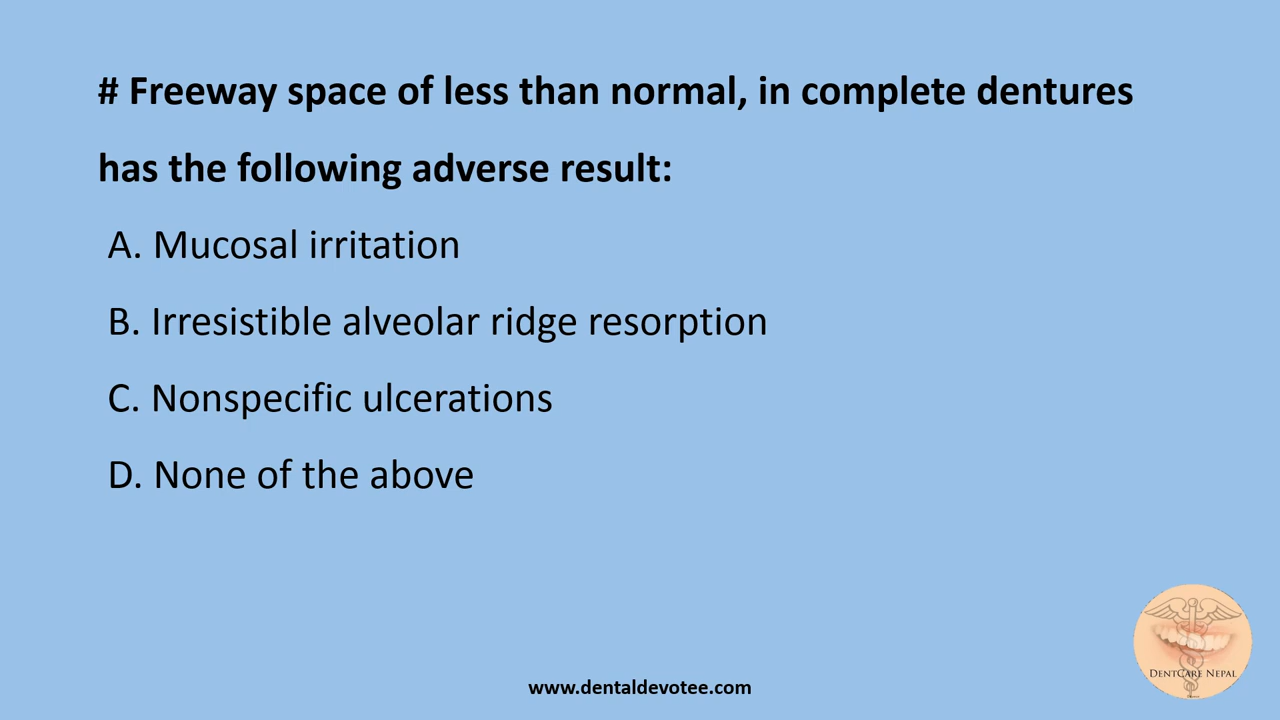 # Freeway space of less than normal, in complete dentures
has the following adverse result:
A. Mucosal irritation
B. Irresistible alveolar ridge resorption
C. Nonspecific ulcerations
D. None of the above
DENTCARE NEPAL
www.dentaldevotee.com